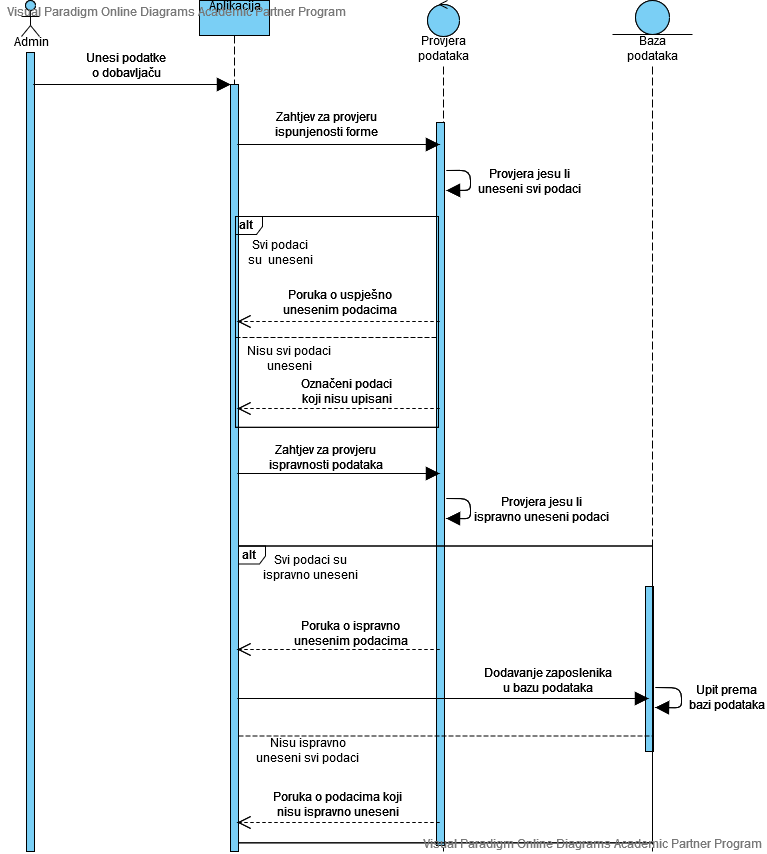 Visual Paradigm Online Diagrams Academic Partner Program
Aplikacija
Admin
Provjera
podataka
Baza
podataka
Unesi podatke
o dobavljaču
Zahtjev za provjeru
ispunjenosti forme
Provjera jesu li
uneseni svi podaci
alt
Svi podaci
su uneseni
Poruka o uspješno
unesenim podacima
Nisu svi podaci
uneseni
Označeni podaci
koji nisu upisani
Zahtjev za provjeru
ispravnosti podataka
Provjera jesu li
ispravno uneseni podaci
alt
Svi podaci su
ispravno uneseni
Poruka o ispravno
unesenim podacima
Dodavanje zaposlenika
u bazu podataka
Upit prema
bazi podataka
Nisu ispravno
uneseni svi podaci
Poruka o podacima koji
nisu ispravno uneseni
Visual Paradigm Online Diagrams Academic Partner Program